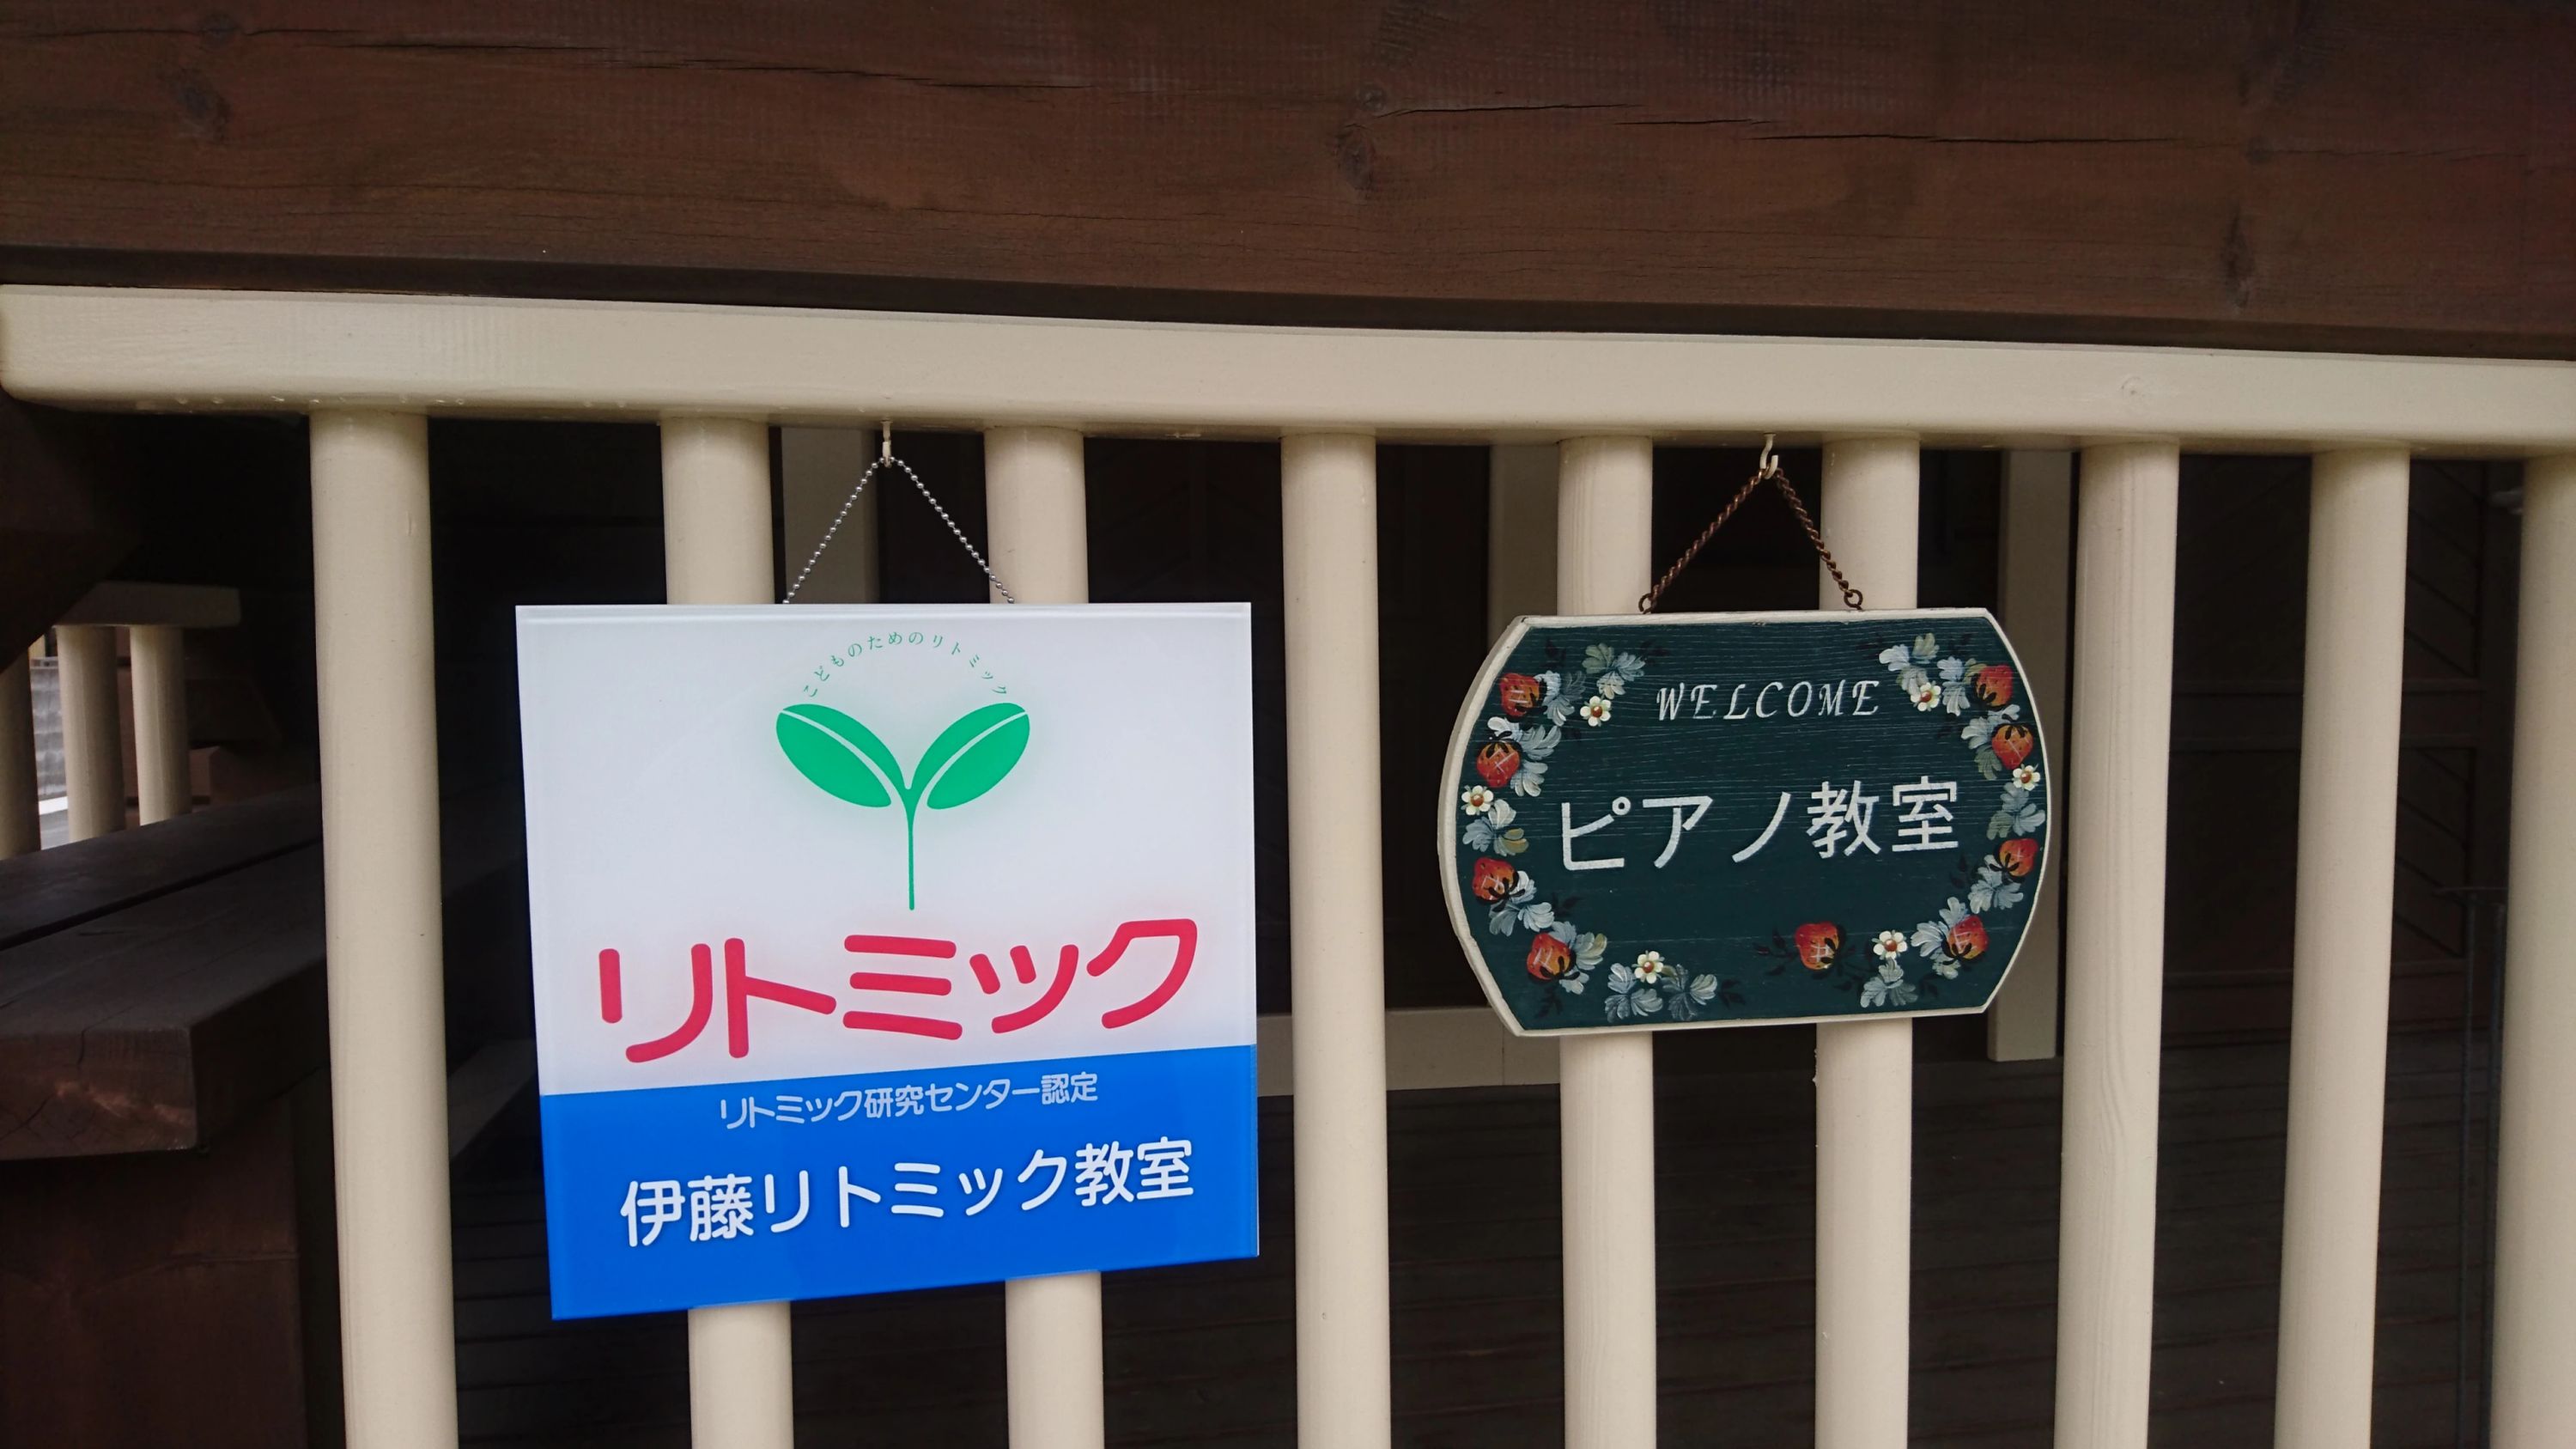 こどものためのリトミック
リトミック
リトミック研究センター認定
伊藤リトミック教室
WELCOME
ピアノ教室